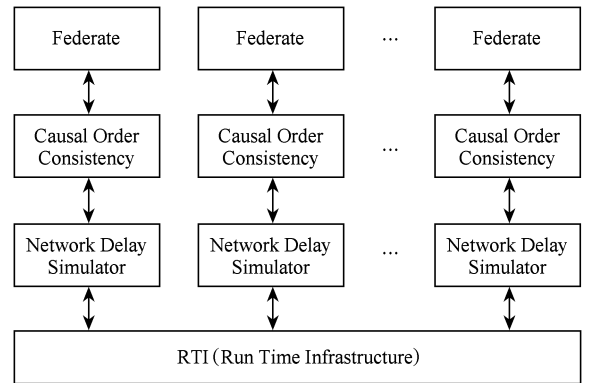 Federate Federate ... Federate
Causal Order Causal Order Causal Order
Consistency Consistency ... Consistency
Network Delay Network Delay Network Delay
Simulator Simulator ... Simulator
RTI (Run Time Infrastructure)